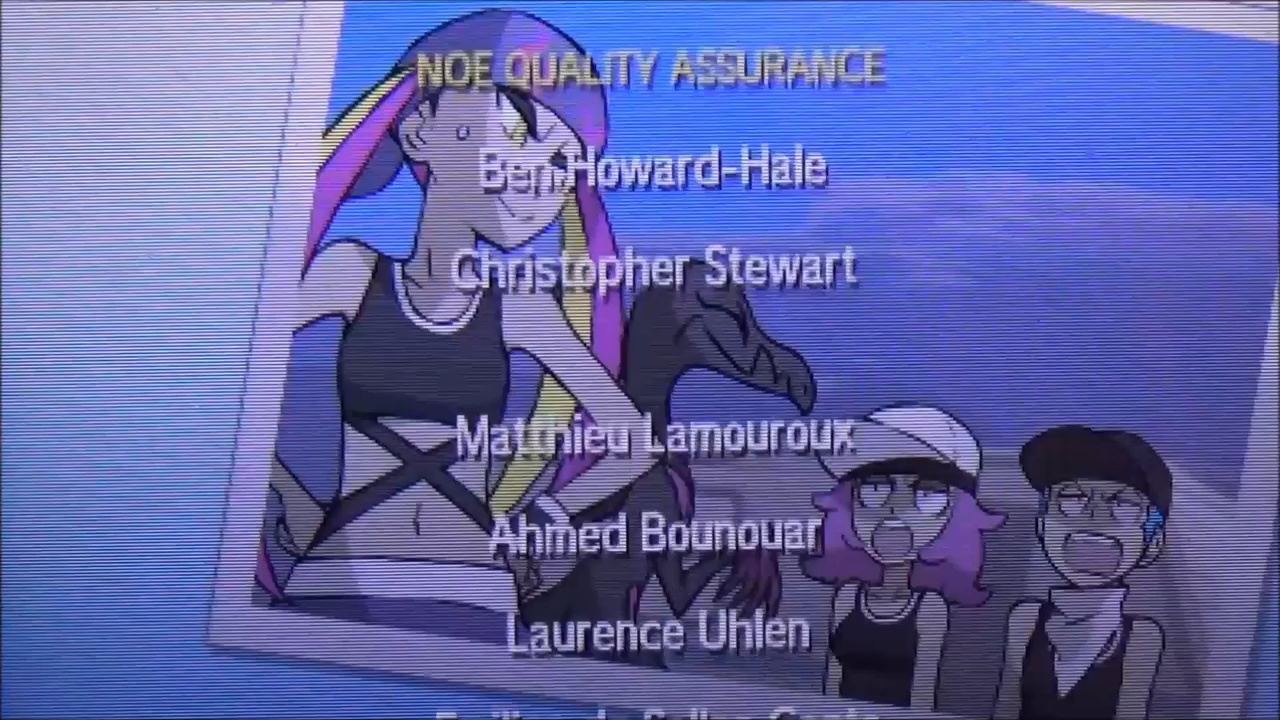 NOE QUALITY ASSURANCE
Ben Howard-Hale
Christopher Stewart
Matthieu Lamouroux
Ahmed Bounouar
Laurence Uhlen